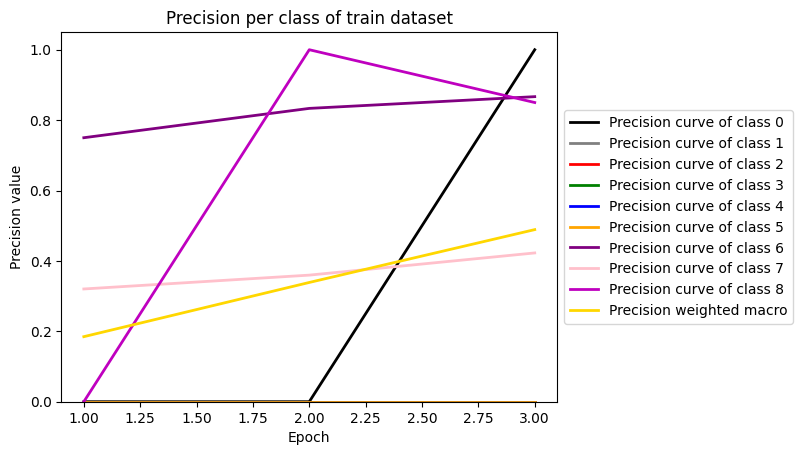 Precision per class of train dataset
Precision value
1.0
0.8
0.6
0.4
0.2
0.0
1.00 1.25 1.50 1.75 2.00 2.25 2.50 2.75 3.00
Epoch
Precision curve of class 0
Precision curve of class 1
Precision curve of class 2
Precision curve of class 3
Precision curve of class 4
Precision curve of class 5
Precision curve of class 6
Precision curve of class 7
Precision curve of class 8
Precision weighted macro